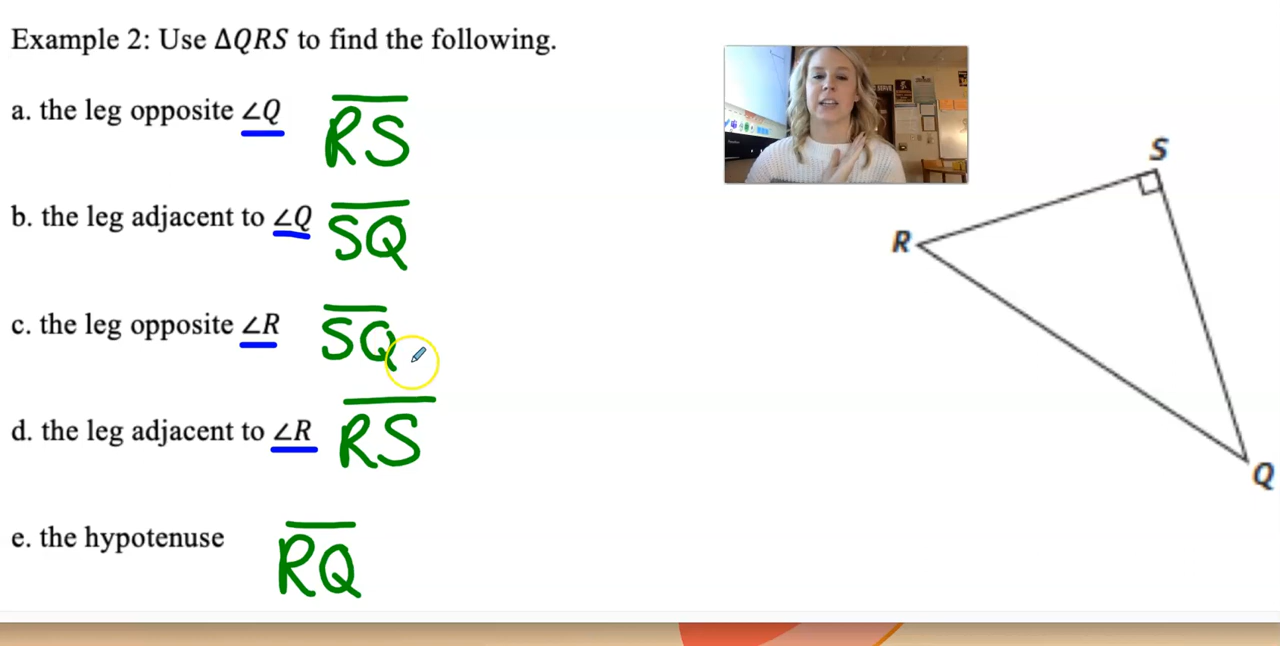 Example 2: Use ΔQRS to find the following.
a. the leg opposite ∠Q RS
b. the leg adjacent to ∠Q SQ
c. the leg opposite ∠R SQ
d. the leg adjacent to ∠R RS
e. the hypotenuse RQ
S
R
Q